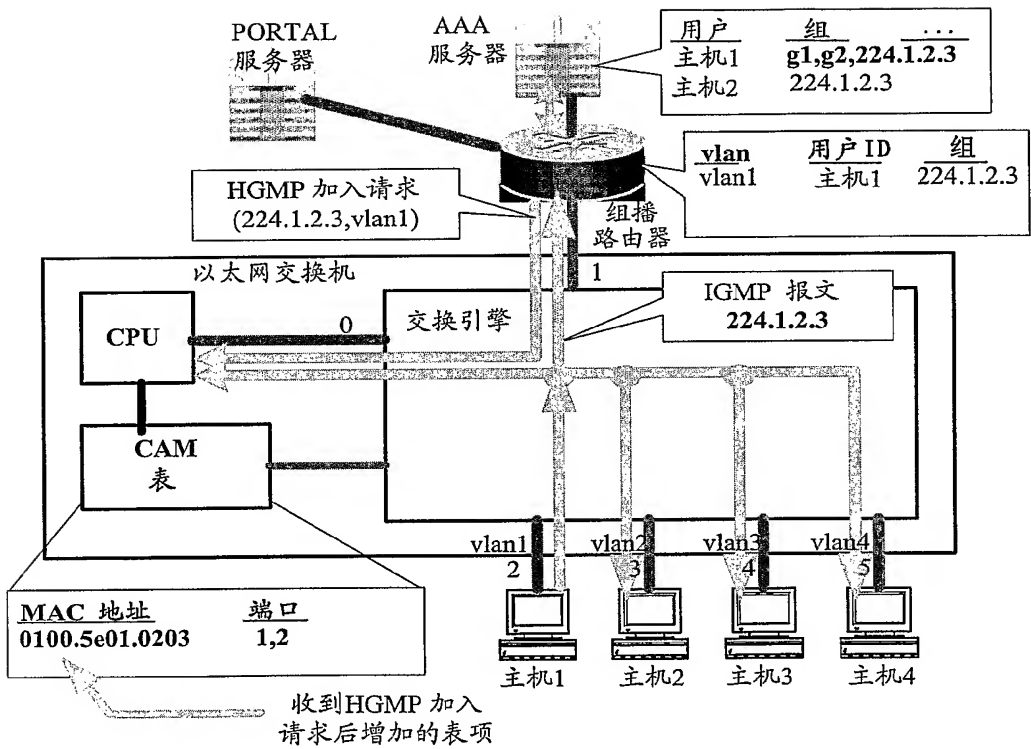 PORTAL
服务器
AAA
服务器
用户 组 ...
主机1 g1,g2,224.1.2.3
主机2 224.1.2.3
vlan 用户ID 组
vlan1 主机1 224.1.2.3
HGMP 加入请求
(224.1.2.3,vlan1)
组播
路由器
以太网交换机
1
CPU
0
交换引擎
IGMP 报文
224.1.2.3
CAM
表
vlan1 vlan2 vlan3 vlan4
2 3 4 5
MAC 地址 端口
0100.5e01.0203 1,2
主机1 主机2 主机3 主机4
收到HGMP 加入
请求后增加的表项